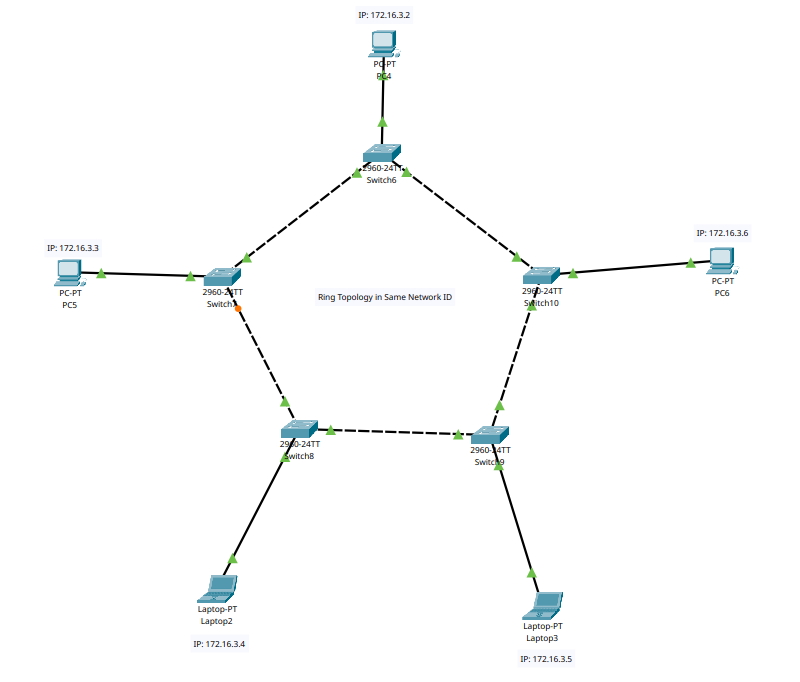 IP: 172.16.3.2
PC-PT
PC4
2960-24TT
Switch6
IP: 172.16.3.3
PC-PT
PC5
2960-24TT
IP: 172.16.3.6
PC-PT
PC6
2960-24TT
Switch10
Ring Topology in Same Network ID
2960-24TT
Switch8
2960-24TT
Switch9
Laptop-PT
Laptop2
IP: 172.16.3.4
Laptop-PT
Laptop3
IP: 172.16.3.5